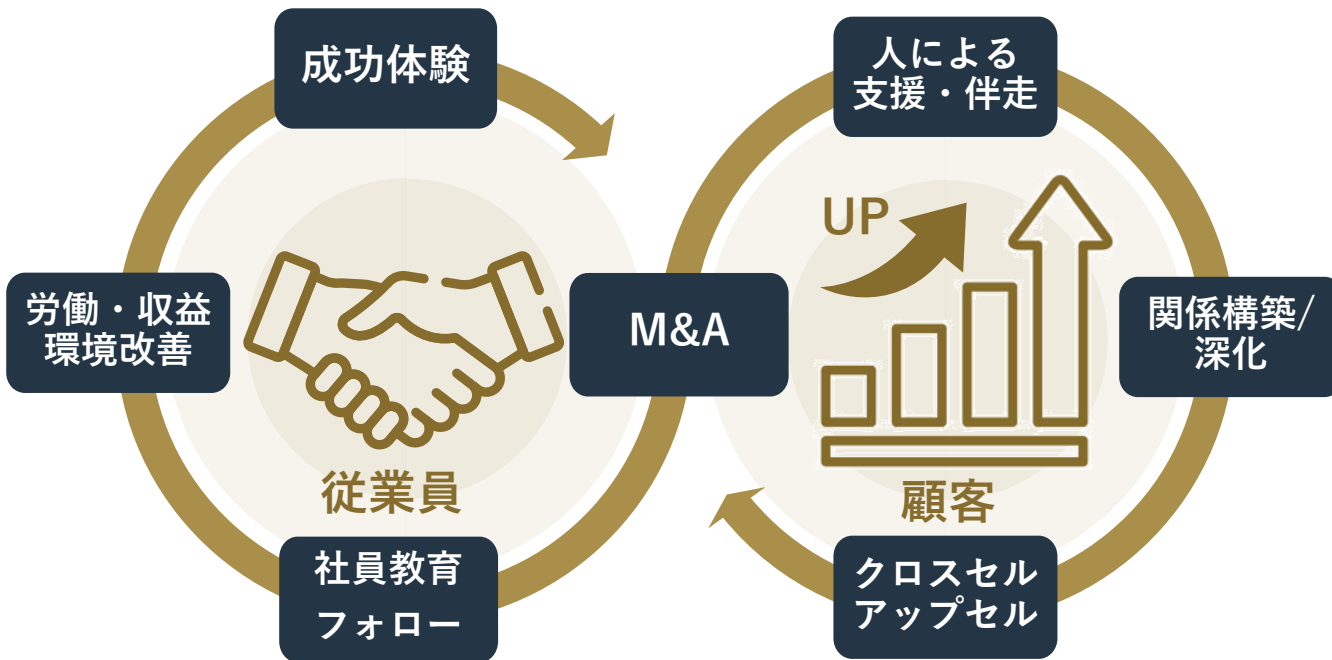 成功体験
人による
支援・伴走
UP
労働・収益
環境改善
M&A
関係構築/
深化
従業員
顧客
社員教育
フォロー
クロスセル
アップセル